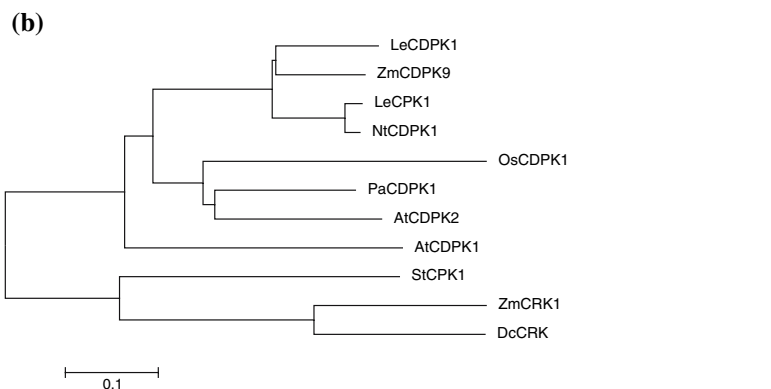 (b)
LeCDPK1
ZmCDPK9
LeCPK1
NtCDPK1
OsCDPK1
PaCDPK1
AtCDPK2
AtCDPK1
StCPK1
ZmCRK1
DcCRK
0.1